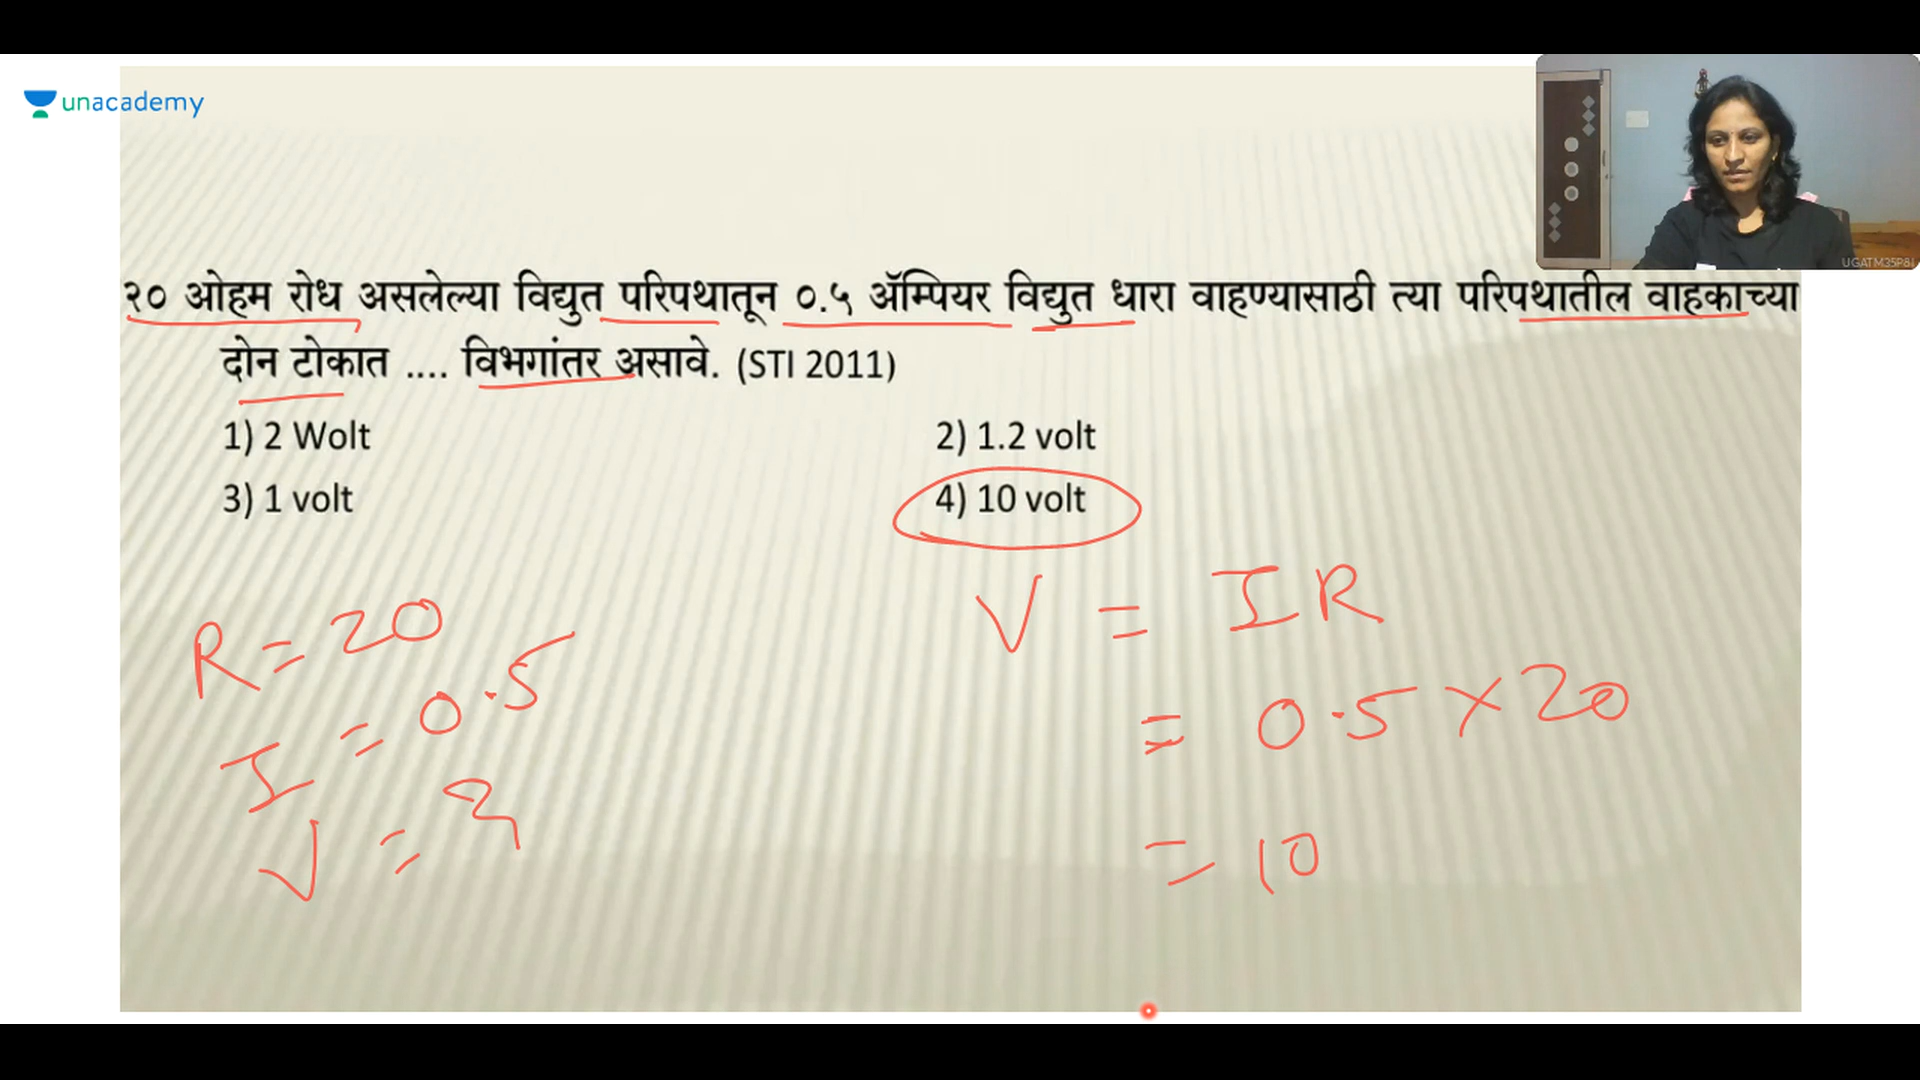 unacademy
UGATM35P8I
२० ओहम रोध असलेल्या विद्युत परिपथातून ०.५ ॲम्पियर विद्युत धारा वाहण्यासाठी त्या परिपथातील वाहकाच्या
दोन टोकात .... विभगांतर असावे. (STI 2011)
1) 2 Wolt
2) 1.2 volt
3) 1 volt
4) 10 volt
R = 20
I = 0.5
V = ?
V = IR
= 0.5 × 20
= 10